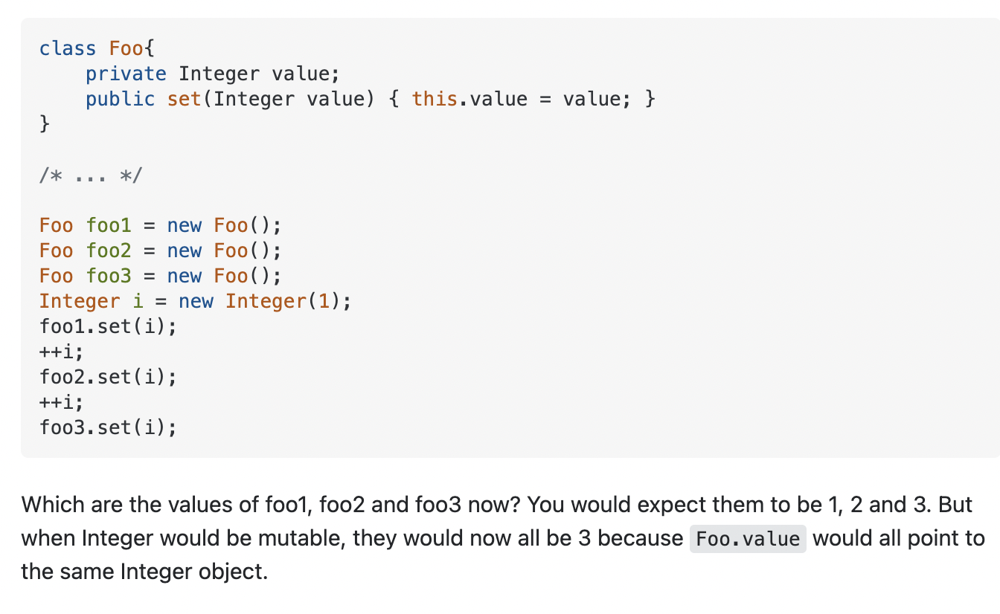 class Foo{
    private Integer value;
    public set(Integer value) { this.value = value; }
}
/* ... */
Foo foo1 = new Foo();
Foo foo2 = new Foo();
Foo foo3 = new Foo();
Integer i = new Integer(1);
foo1.set(i);
++i;
foo2.set(i);
++i;
foo3.set(i);
Which are the values of foo1, foo2 and foo3 now? You would expect them to be 1, 2 and 3. But
when Integer would be mutable, they would now all be 3 because Foo.value would all point to
the same Integer object.